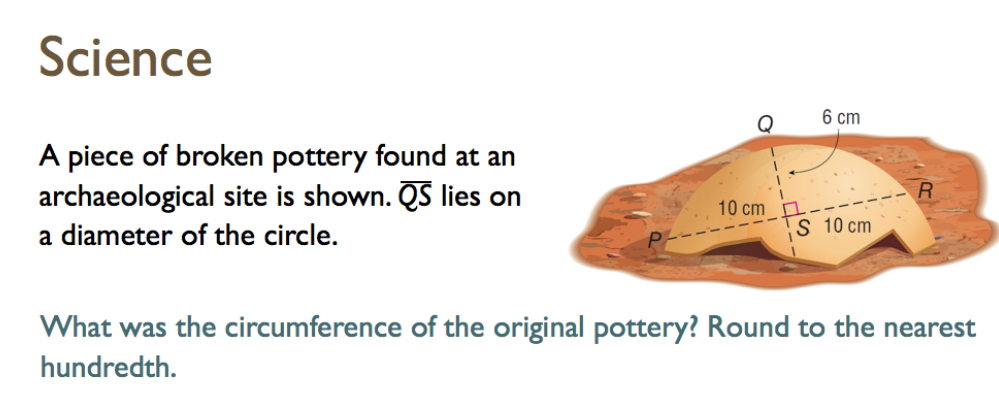 Science
A piece of broken pottery found at an
archaeological site is shown. QS lies on
a diameter of the circle.
Q
6 cm
R
10 cm
S 10 cm
P
What was the circumference of the original pottery? Round to the nearest
hundredth.